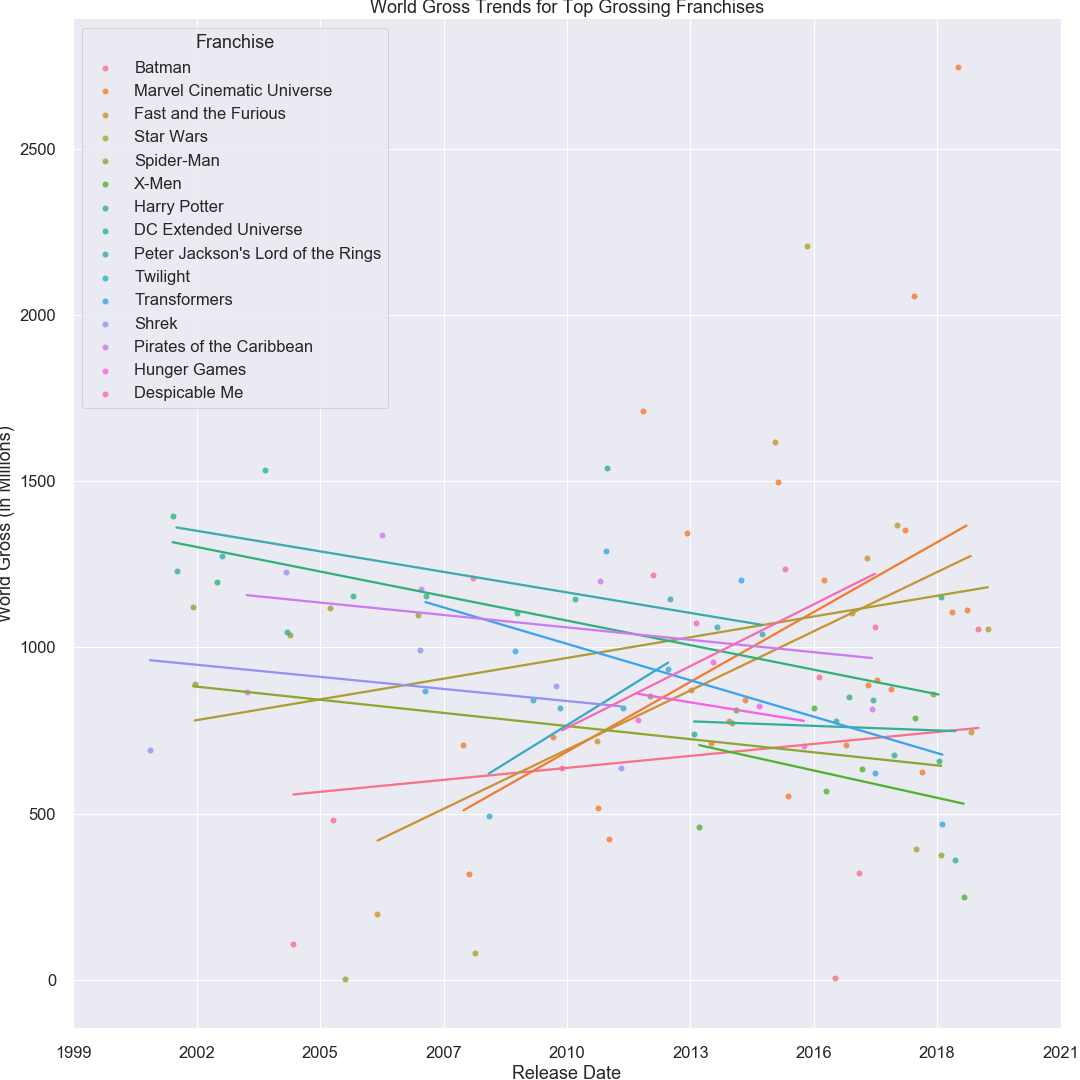 World Gross Trends for Top Grossing Franchises
Franchise
Batman
Marvel Cinematic Universe
Fast and the Furious
Star Wars
Spider-Man
X-Men
Harry Potter
DC Extended Universe
Peter Jackson's Lord of the Rings
Twilight
Transformers
Shrek
Pirates of the Caribbean
Hunger Games
Despicable Me
2500
2000
1500
1000
500
0
World Gross (in Millions)
1999 2002 2005 2007 2010 2013 2016 2018 2021
Release Date